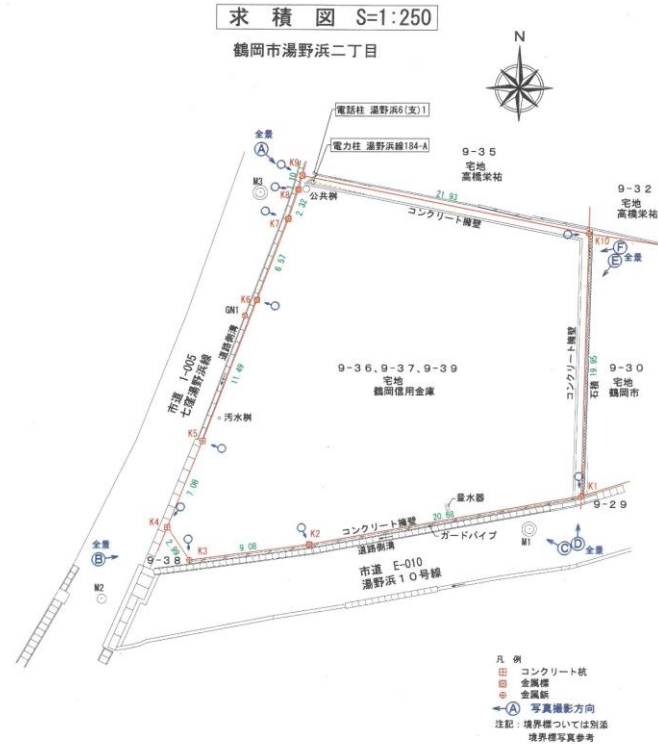 求 積 図 S=1:250
鶴岡市湯野浜二丁目
N
電話柱 湯野浜6(支)1
電力柱 湯野浜線184-A
全景
A
K9
M3
1.10
K8
公共桝
2.32
K7
9-35
宅地
高橋栄祐
21.93
コンクリート擁壁
9-32
宅地
高橋栄祐
K10
F
E 全景
6.57
K6
GN1
道路側溝
11.49
市道 1-005
七窪湯野浜線
9-36,9-37,9-39
宅地
鶴岡信用金庫
コンクリート擁壁
石積 19.95
9-30
宅地
鶴岡市
汚水桝
K5
7.08
K4
2.99
K3
9-38
全景
B
M2
9.08
K2
コンクリート擁壁
20.68
量水器
ガードパイプ
道路側溝
K1
9-29
M1
C D 全景
市道 E-010
湯野浜10号線
凡 例
コンクリート杭
金属標
金属鋲
A 写真撮影方向
注記：境界標ついては別添
境界標写真参考